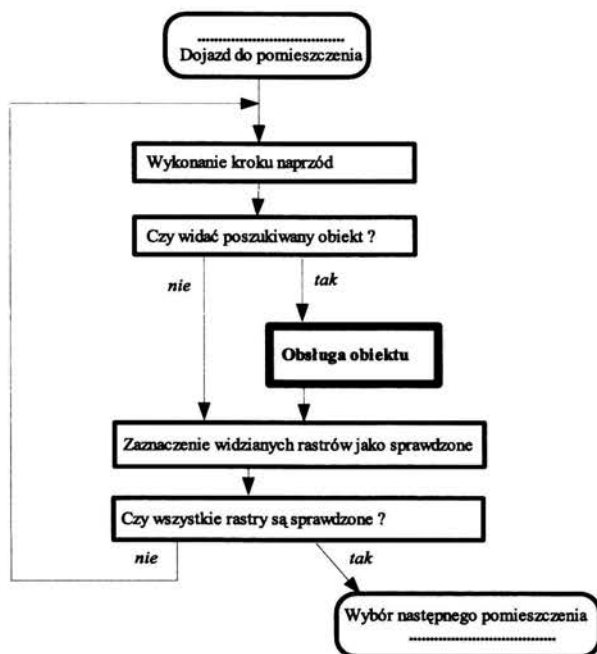 Dojazd do pomieszczenia
Wykonanie kroku naprzód
Czy widać poszukiwany obiekt ?
nie
tak
Obsługa obiektu
Zaznaczenie widzianych rastrów jako sprawdzone
Czy wszystkie rastry są sprawdzone ?
nie
tak
Wybór następnego pomieszczenia